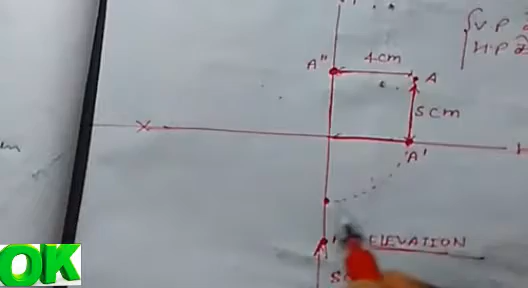 V.P
H.P
A"
4cm
A
5cm
X
A'
ELEVATION
OK